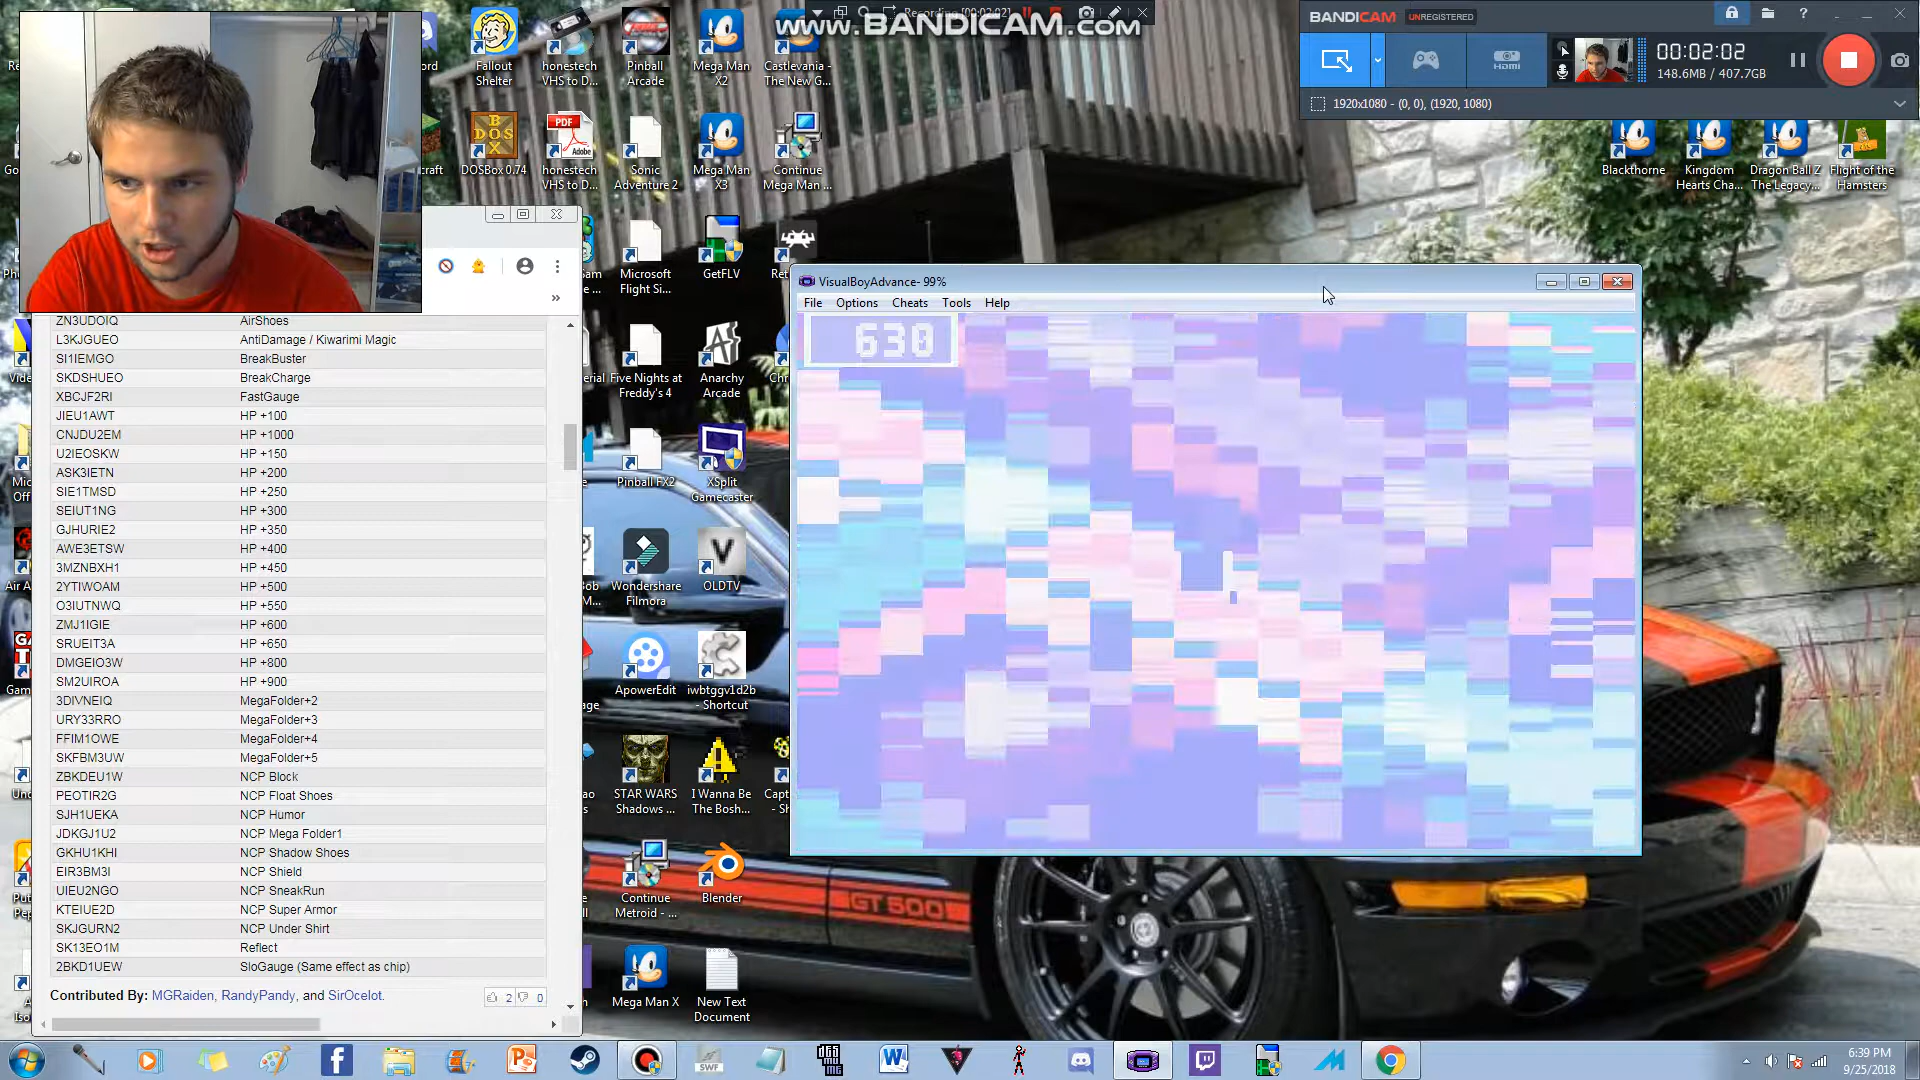 Recording [00:02:02]
www.BANDICAM.com
BANDICAM UNREGISTERED
00:02:02
148.6MB / 407.7GB
1920x1080 - (0, 0), (1920, 1080)
Fallout Shelter
honestech VHS to D...
Pinball Arcade
Mega Man X2
Castlevania - The New G...
DOSBox 0.74
honestech VHS to D...
Sonic Adventure 2
Mega Man X3
Continue Mega Man ...
Blackthorne
Kingdom Hearts Cha...
Dragon Ball Z The Legacy...
Flight of the Hamsters
Microsoft Flight Si...
GetFLV
Five Nights at Freddy's 4
Anarchy Arcade
Pinball FX2
XSplit Gamecaster
Wondershare Filmora
OLDTV
ApowerEdit
iwbtggv1d2b - Shortcut
STAR WARS Shadows ...
I Wanna Be The Bosh...
Continue Metroid - ...
Blender
Mega Man X
New Text Document
VisualBoyAdvance- 99%
File Options Cheats Tools Help
630
ZN3UDOIQ AirShoes
L3KJGUEO AntiDamage / Kiwarimi Magic
SI1IEMGO BreakBuster
SKDSHUEO BreakCharge
XBCJF2RI FastGauge
JIEU1AWT HP +100
CNJDU2EM HP +1000
U2IEOSKW HP +150
ASK3IETN HP +200
SIE1TMSD HP +250
SEIUT1NG HP +300
GJHURIE2 HP +350
AWE3ETSW HP +400
3MZNBXH1 HP +450
2YTIWOAM HP +500
O3IUTNWQ HP +550
ZMJ1IGIE HP +600
SRUEIT3A HP +650
DMGEIO3W HP +800
SM2UIROA HP +900
3DIVNEIQ MegaFolder+2
URY33RRO MegaFolder+3
FFIM1OWE MegaFolder+4
SKFBM3UW MegaFolder+5
ZBKDEU1W NCP Block
PEOTIR2G NCP Float Shoes
SJH1UEKA NCP Humor
JDKGJ1U2 NCP Mega Folder1
GKHU1KHI NCP Shadow Shoes
EIR3BM3I NCP Shield
UIEU2NGO NCP SneakRun
KTEIUE2D NCP Super Armor
SKJGURN2 NCP Under Shirt
SK13EO1M Reflect
2BKD1UEW SloGauge (Same effect as chip)
Contributed By: MGRaiden, RandyPandy, and SirOcelot.
2 0
GT 500
6:39 PM
9/25/2018